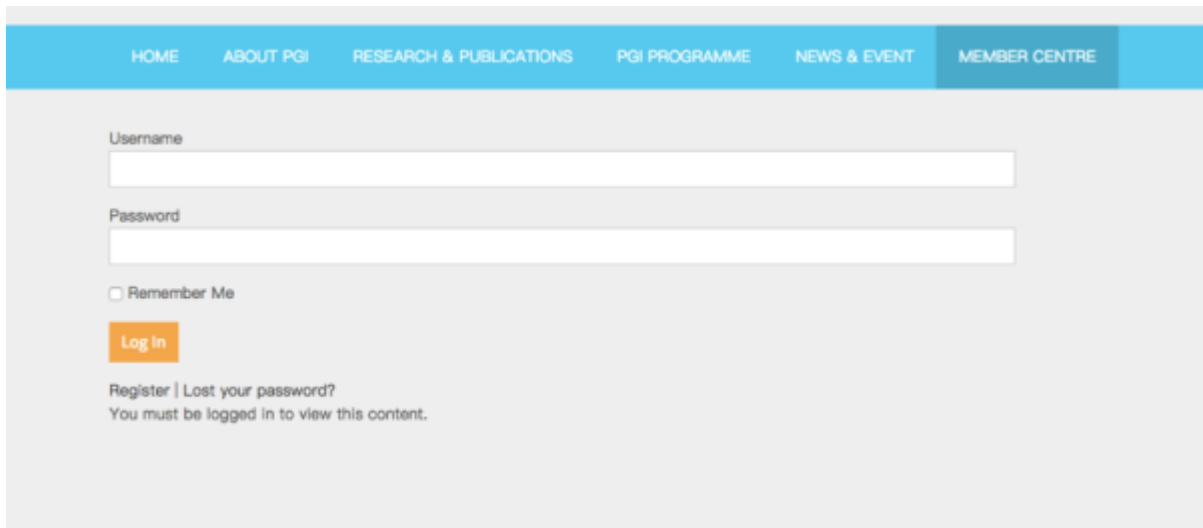 HOME ABOUT PGI RESEARCH & PUBLICATIONS PGI PROGRAMME NEWS & EVENT MEMBER CENTRE
Username
Password
Remember Me
Log In
Register | Lost your password?
You must be logged in to view this content.